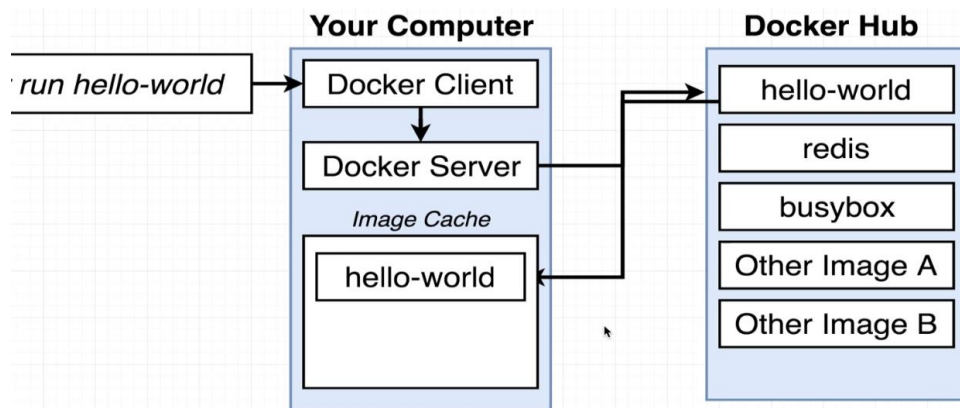 Your Computer
Docker Hub
run hello-world
Docker Client
Docker Server
Image Cache
hello-world
hello-world
redis
busybox
Other Image A
Other Image B